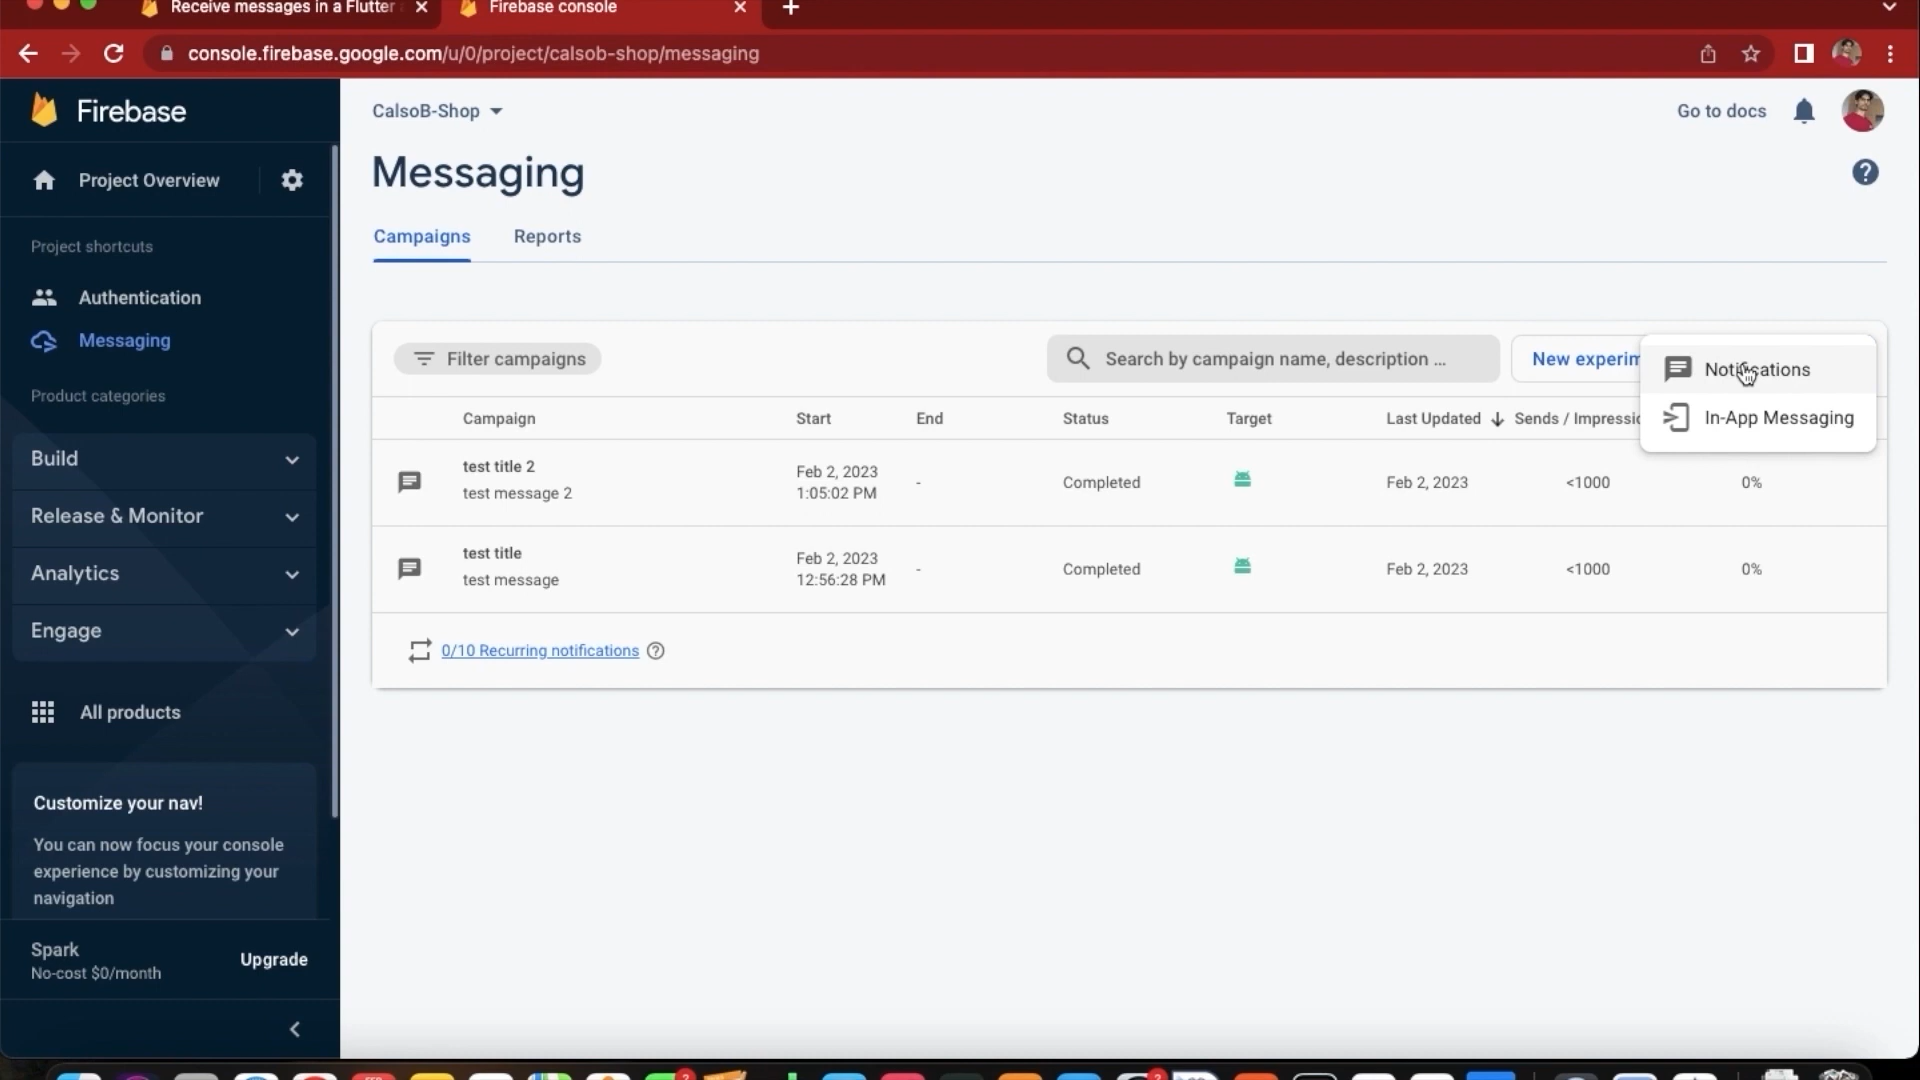 Receive messages in a Flutter
Firebase console
console.firebase.google.com/u/0/project/calsob-shop/messaging
Firebase
Project Overview
Project shortcuts
Authentication
Messaging
Product categories
Build
Release & Monitor
Analytics
Engage
All products
Customize your nav!
You can now focus your console
experience by customizing your
navigation
Spark
No-cost $0/month
Upgrade
CalsoB-Shop
Go to docs
Messaging
Campaigns Reports
Filter campaigns
Search by campaign name, description ...
New experim
Notifications
In-App Messaging
Campaign Start End Status Target Last Updated Sends / Impressio
test title 2
test message 2
Feb 2, 2023
1:05:02 PM
-
Completed
Feb 2, 2023
<1000
0%
test title
test message
Feb 2, 2023
12:56:28 PM
-
Completed
Feb 2, 2023
<1000
0%
0/10 Recurring notifications